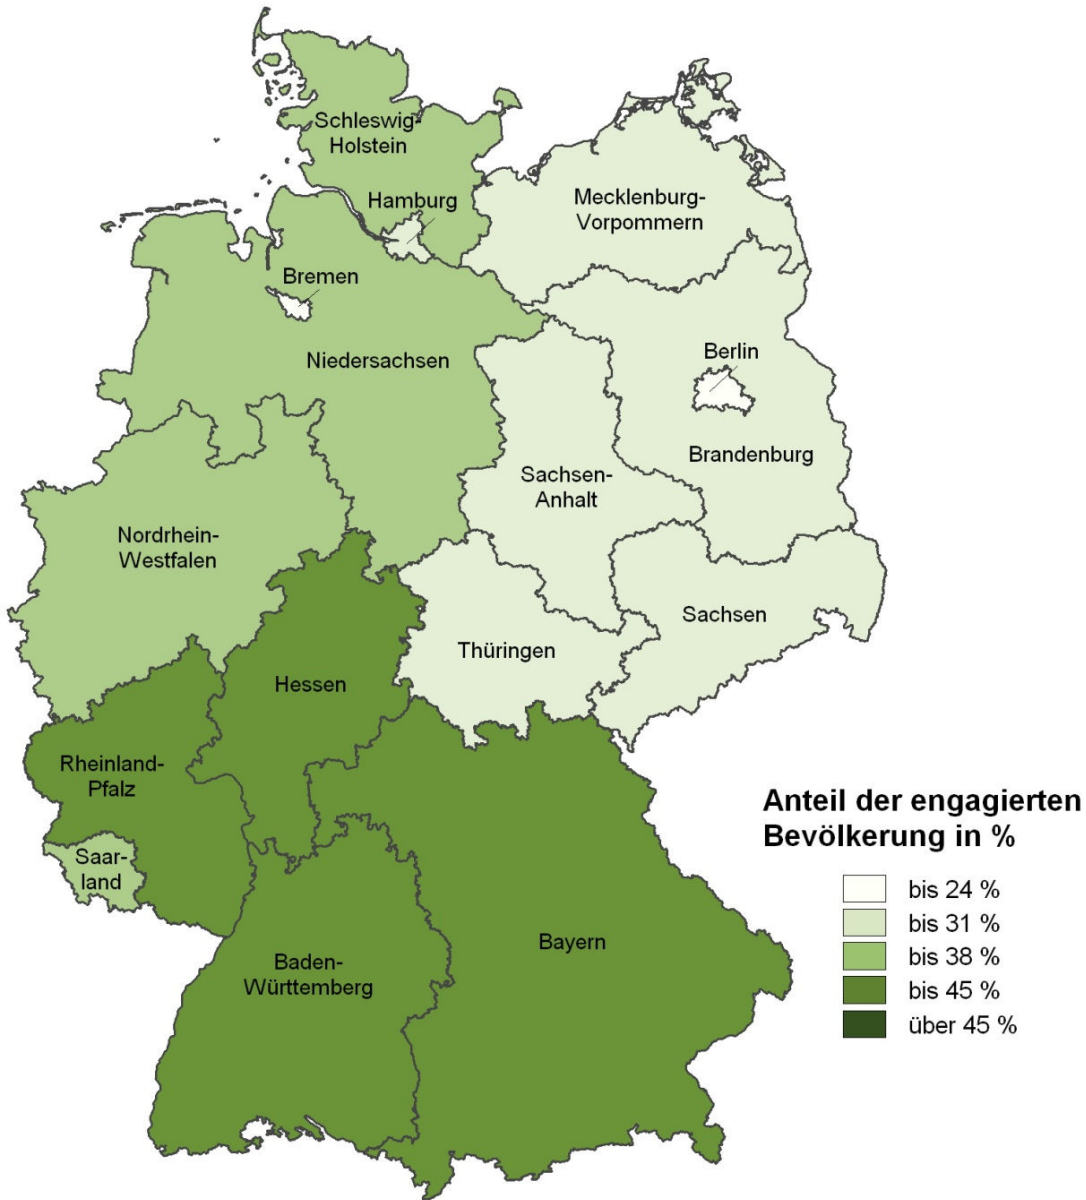 Schleswig-
Holstein
Hamburg
Mecklenburg-
Vorpommern
Bremen
Niedersachsen
Berlin
Brandenburg
Sachsen-
Anhalt
Nordrhein-
Westfalen
Sachsen
Thüringen
Hessen
Rheinland-
Pfalz
Saar-
land
Bayern
Baden-
Württemberg
Anteil der engagierten
Bevölkerung in %
bis 24 %
bis 31 %
bis 38 %
bis 45 %
über 45 %